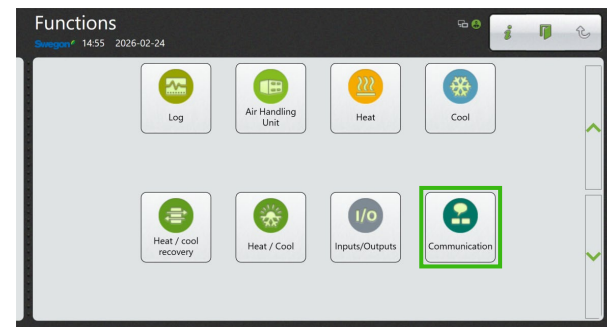 Functions
Swegon 14:55 2026-02-24
i
Log
Air Handling
Unit
Heat
Cool
Heat / cool
recovery
Heat / Cool
I/O
Inputs/Outputs
Communication